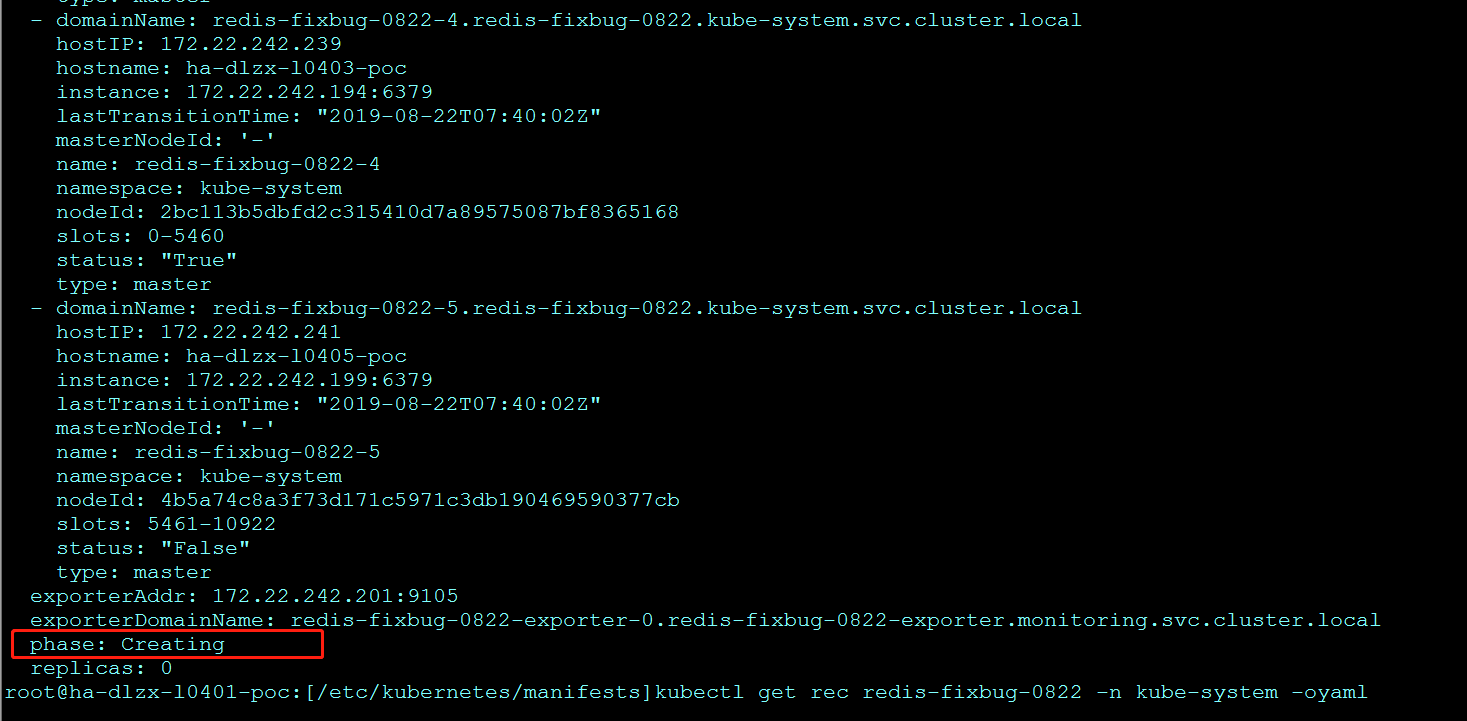 type: master
- domainName: redis-fixbug-0822-4.redis-fixbug-0822.kube-system.svc.cluster.local
hostIP: 172.22.242.239
hostname: ha-dlzx-l0403-poc
instance: 172.22.242.194:6379
lastTransitionTime: "2019-08-22T07:40:02Z"
masterNodeId: '-'
name: redis-fixbug-0822-4
namespace: kube-system
nodeId: 2bc113b5dbfd2c315410d7a89575087bf8365168
slots: 0-5460
status: "True"
type: master
- domainName: redis-fixbug-0822-5.redis-fixbug-0822.kube-system.svc.cluster.local
hostIP: 172.22.242.241
hostname: ha-dlzx-l0405-poc
instance: 172.22.242.199:6379
lastTransitionTime: "2019-08-22T07:40:02Z"
masterNodeId: '-'
name: redis-fixbug-0822-5
namespace: kube-system
nodeId: 4b5a74c8a3f73d171c5971c3db190469590377cb
slots: 5461-10922
status: "False"
type: master
exporterAddr: 172.22.242.201:9105
exporterDomainName: redis-fixbug-0822-exporter-0.redis-fixbug-0822-exporter.monitoring.svc.cluster.local
phase: Creating
replicas: 0
root@ha-dlzx-l0401-poc:[/etc/kubernetes/manifests]kubectl get rec redis-fixbug-0822 -n kube-system -oyaml